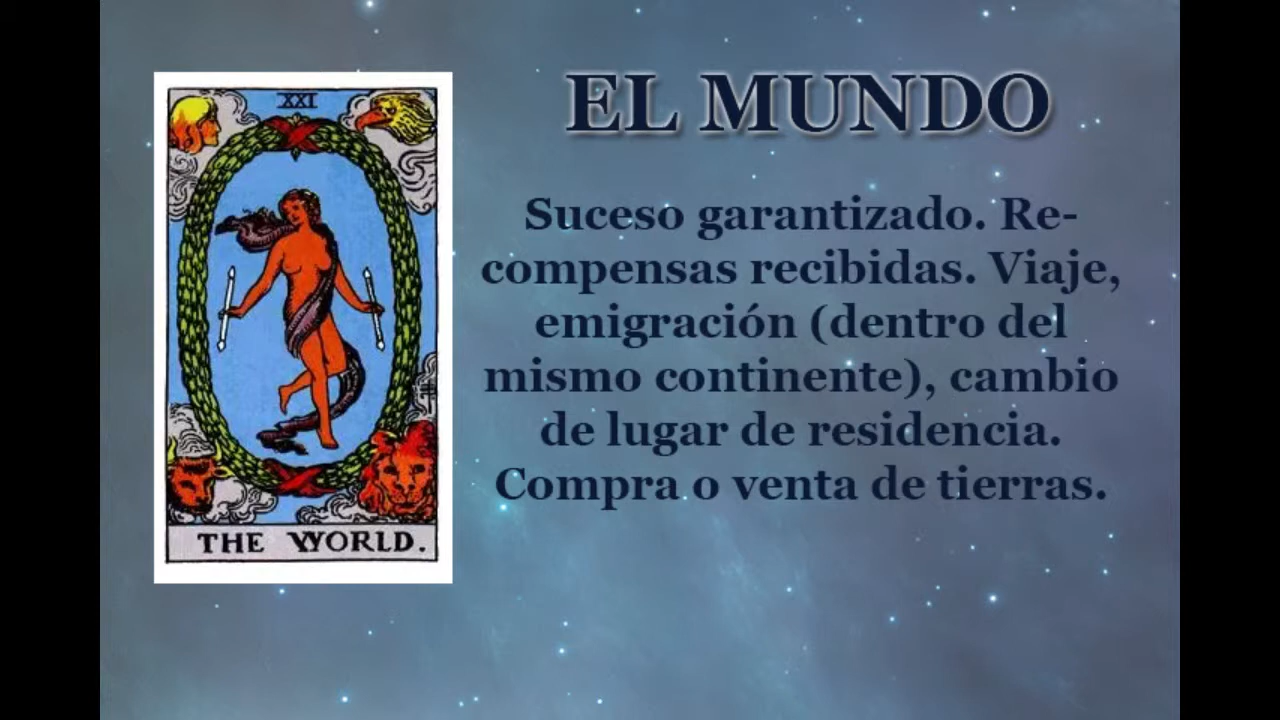 XXI
THE WORLD.
EL MUNDO
Suceso garantizado. Re-
compensas recibidas. Viaje,
emigración (dentro del
mismo continente), cambio
de lugar de residencia.
Compra o venta de tierras.